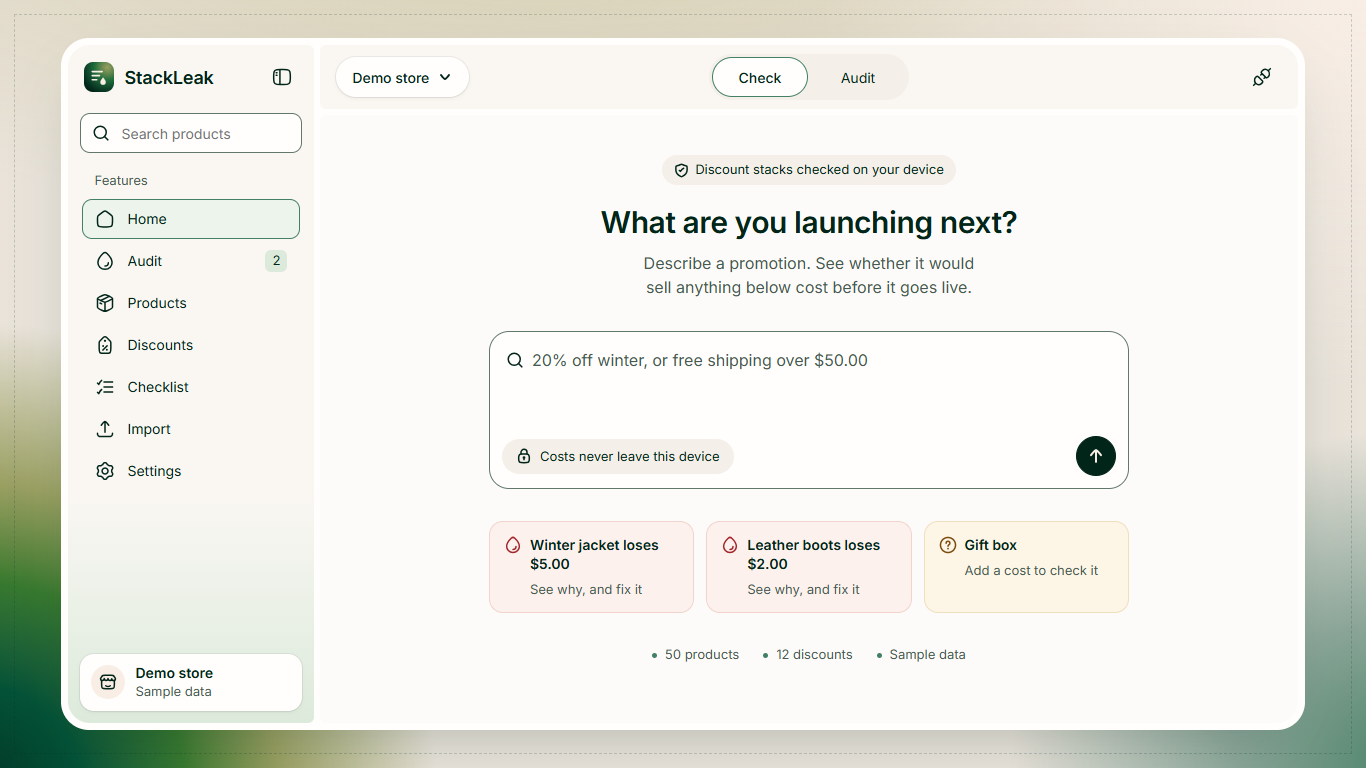 StackLeak
Search products
Features
Home
Audit 2
Products
Discounts
Checklist
Import
Settings
Demo store
Sample data
Demo store
Check
Audit
Discount stacks checked on your device
What are you launching next?
Describe a promotion. See whether it would
sell anything below cost before it goes live.
20% off winter, or free shipping over $50.00
Costs never leave this device
Winter jacket loses
$5.00
See why, and fix it
Leather boots loses
$2.00
See why, and fix it
Gift box
Add a cost to check it
50 products
12 discounts
Sample data